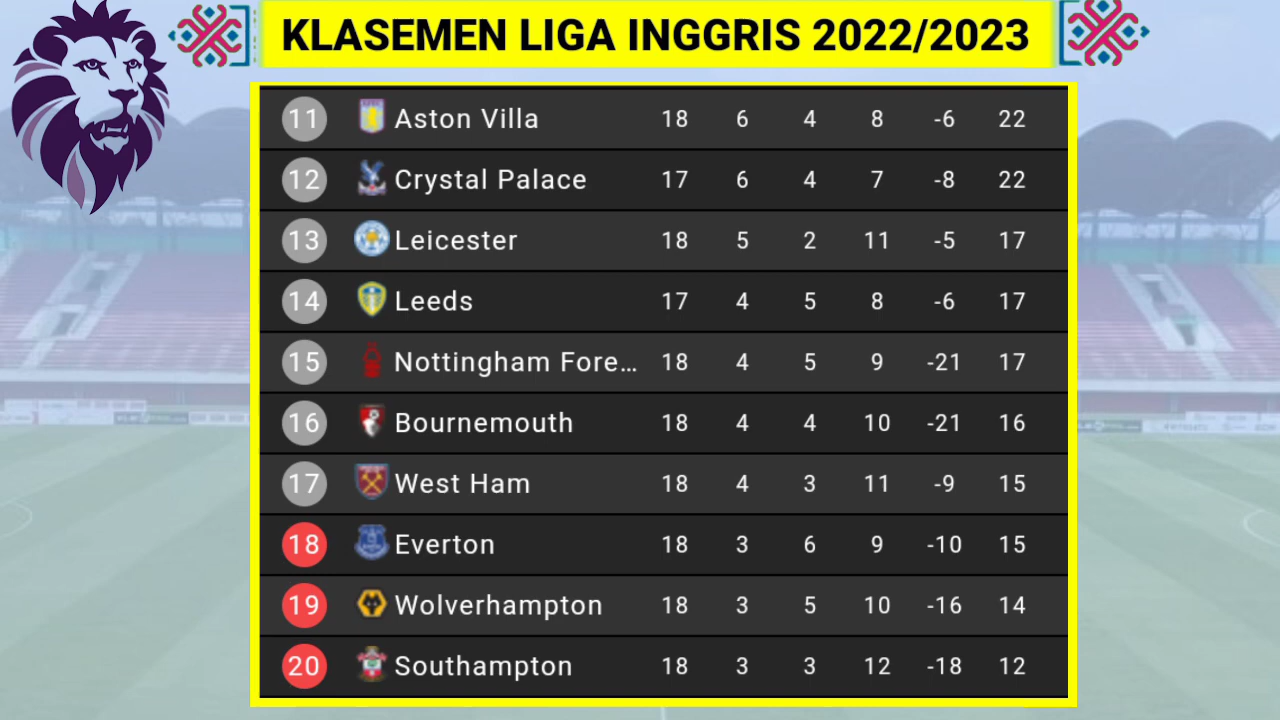 KLASEMEN LIGA INGGRIS 2022/2023
11 Aston Villa 18 6 4 8 -6 22
12 Crystal Palace 17 6 4 7 -8 22
13 Leicester 18 5 2 11 -5 17
14 Leeds 17 4 5 8 -6 17
15 Nottingham Fore... 18 4 5 9 -21 17
16 Bournemouth 18 4 4 10 -21 16
17 West Ham 18 4 3 11 -9 15
18 Everton 18 3 6 9 -10 15
19 Wolverhampton 18 3 5 10 -16 14
20 Southampton 18 3 3 12 -18 12